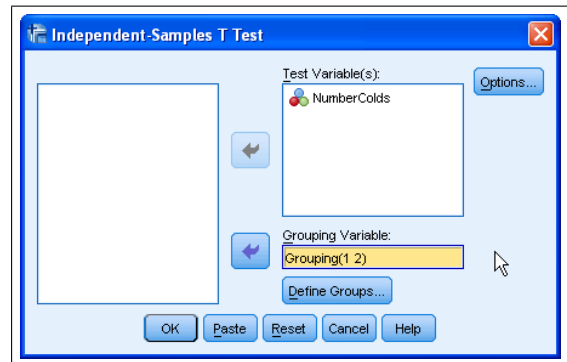 Independent-Samples T Test
Test Variable(s):
NumberColds
Options...
Grouping Variable:
Grouping(1 2)
Define Groups...
OK
Paste
Reset
Cancel
Help